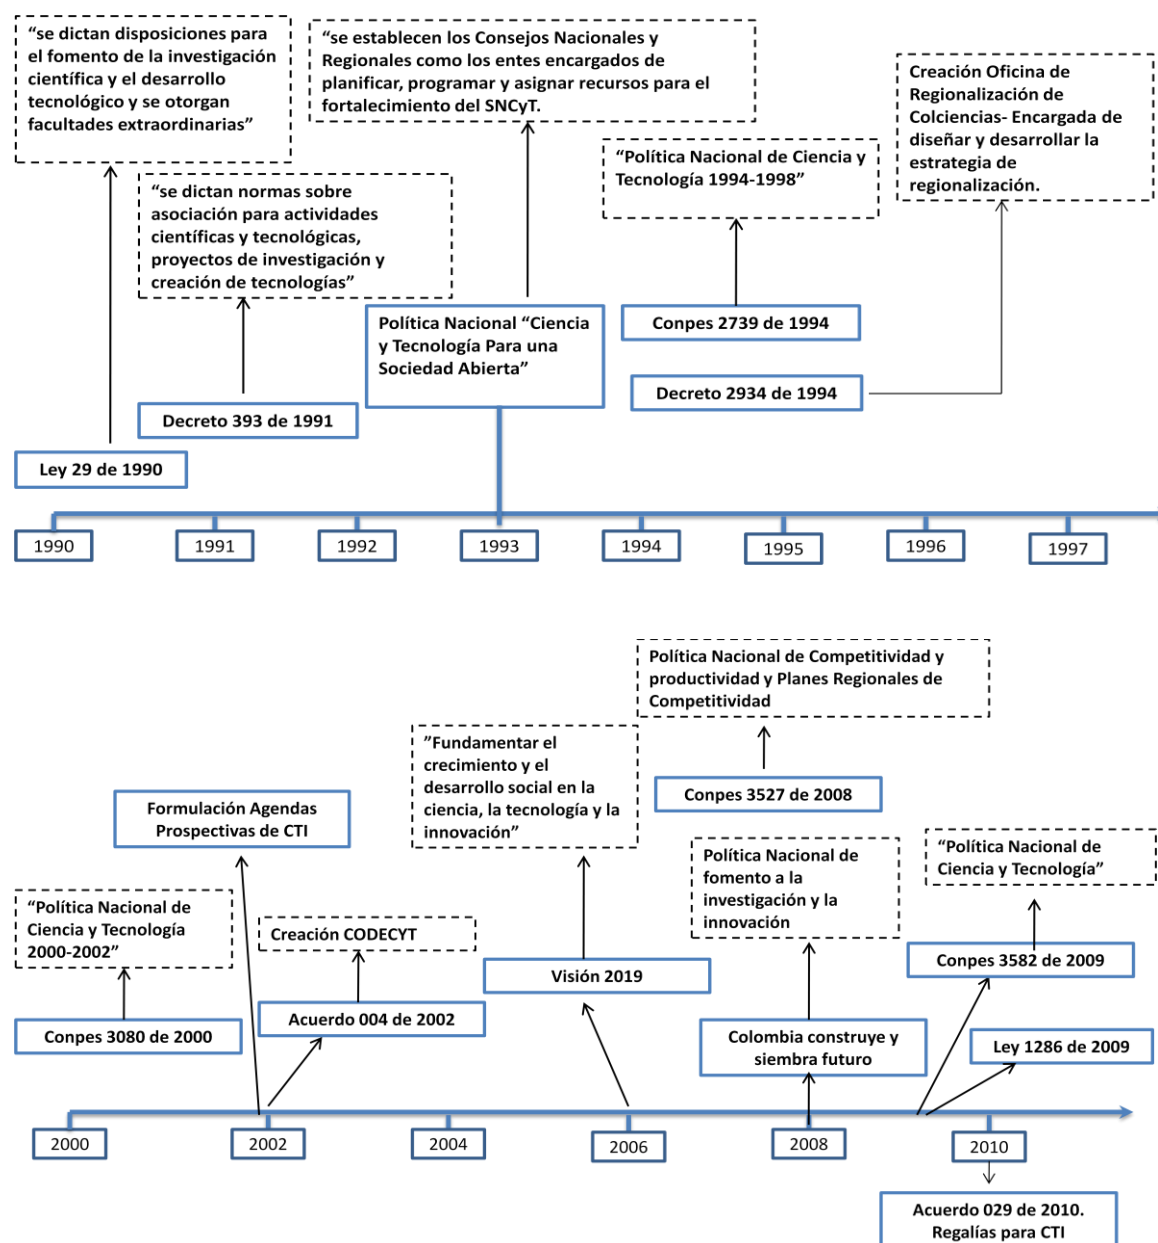 “se dictan disposiciones para
el fomento de la investigación
científica y el desarrollo
tecnológico y se otorgan
facultades extraordinarias”
“se establecen los Consejos Nacionales y
Regionales como los entes encargados de
planificar, programar y asignar recursos para el
fortalecimiento del SNCyT.
Creación Oficina de
Regionalización de
Colciencias- Encargada de
diseñar y desarrollar la
estrategia de
regionalización.
“se dictan normas sobre
asociación para actividades
científicas y tecnológicas,
proyectos de investigación y
creación de tecnologías”
“Política Nacional de Ciencia y
Tecnología 1994-1998”
Política Nacional “Ciencia
y Tecnología Para una
Sociedad Abierta”
Conpes 2739 de 1994
Decreto 2934 de 1994
Decreto 393 de 1991
Ley 29 de 1990
1990
1991
1992
1993
1994
1995
1996
1997
Política Nacional de Competitividad y
productividad y Planes Regionales de
Competitividad
”Fundamentar el
crecimiento y el
desarrollo social en la
ciencia, la tecnología y la
innovación”
Conpes 3527 de 2008
Formulación Agendas
Prospectivas de CTI
Política Nacional de
fomento a la
investigación y la
innovación
“Política Nacional de
Ciencia y Tecnología”
“Política Nacional de
Ciencia y Tecnología
2000-2002”
Creación CODECYT
Visión 2019
Conpes 3582 de 2009
Conpes 3080 de 2000
Acuerdo 004 de 2002
Colombia construye y
siembra futuro
Ley 1286 de 2009
2000
2002
2004
2006
2008
2010
Acuerdo 029 de 2010.
Regalías para CTI